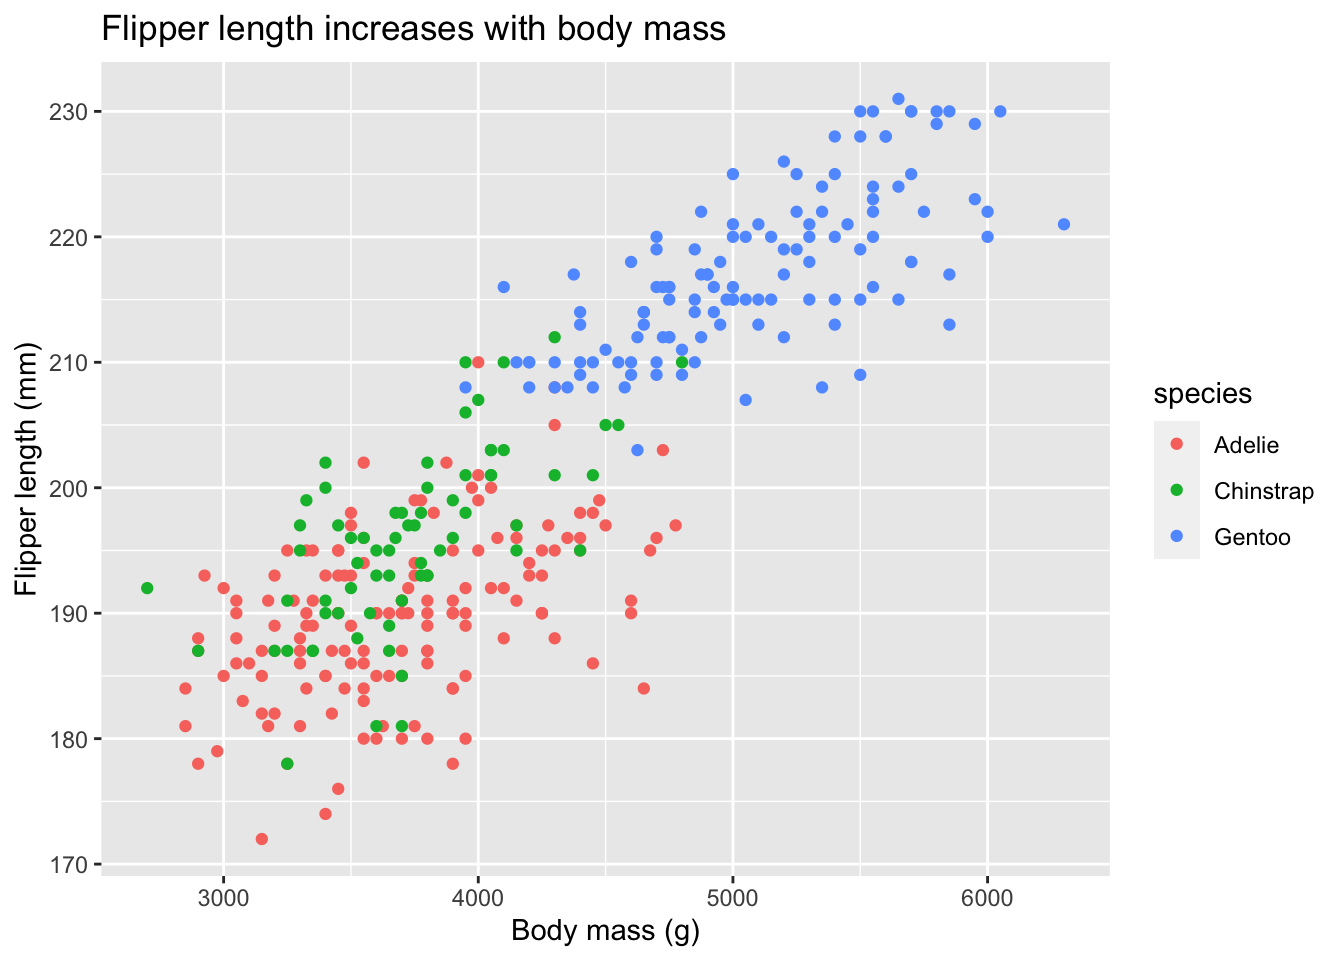 Flipper length increases with body mass
230
220
210
200
190
180
170
Flipper length (mm)
3000 4000 5000 6000
Body mass (g)
species
Adelie
Chinstrap
Gentoo